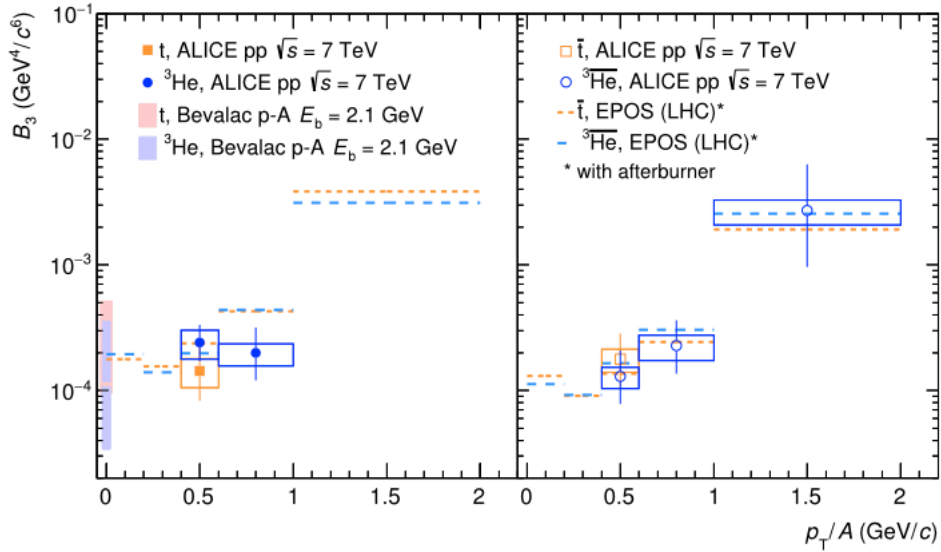 B₃ (GeV⁴/c⁶)
10⁻¹
10⁻²
10⁻³
10⁻⁴
t, ALICE pp √s = 7 TeV
³He, ALICE pp √s = 7 TeV
t, Bevalac p-A E_b = 2.1 GeV
³He, Bevalac p-A E_b = 2.1 GeV
t̅, ALICE pp √s = 7 TeV
³H̅e̅, ALICE pp √s = 7 TeV
t̅, EPOS (LHC)*
³H̅e̅, EPOS (LHC)*
* with afterburner
0 0.5 1 1.5 2
0 0.5 1 1.5 2
p_T/A (GeV/c)